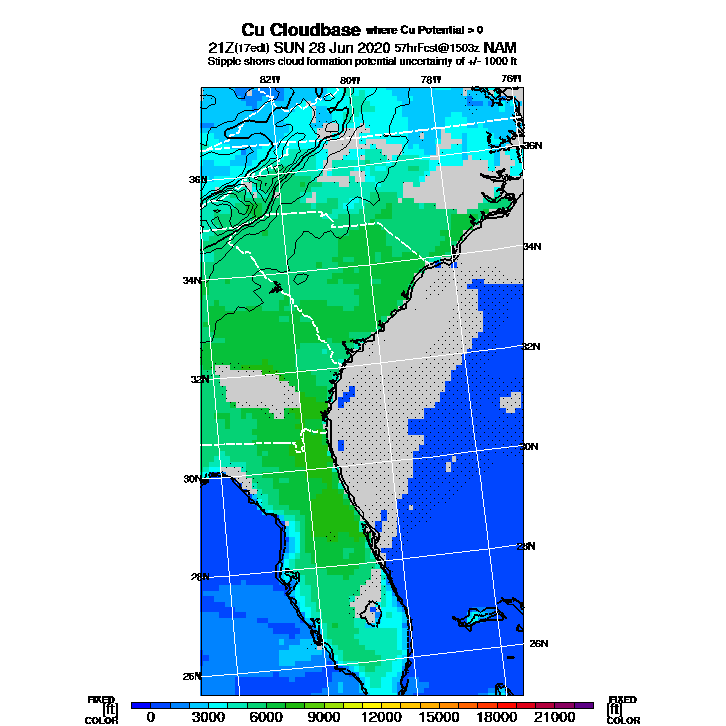 Cu Cloudbase where Cu Potential > 0
21Z(17edt) SUN 28 Jun 2020 57hrFcst@1503z NAM
Stipple shows cloud formation potential uncertainty of +/- 1000 ft
82W 80W 78W 76W
36N
36N
34N
34N
32N
32N
30N
30N
28N
28N
26N
26N
FIXED FIXED
[ft] 0 3000 6000 9000 12000 15000 18000 21000 [ft]
COLOR COLOR